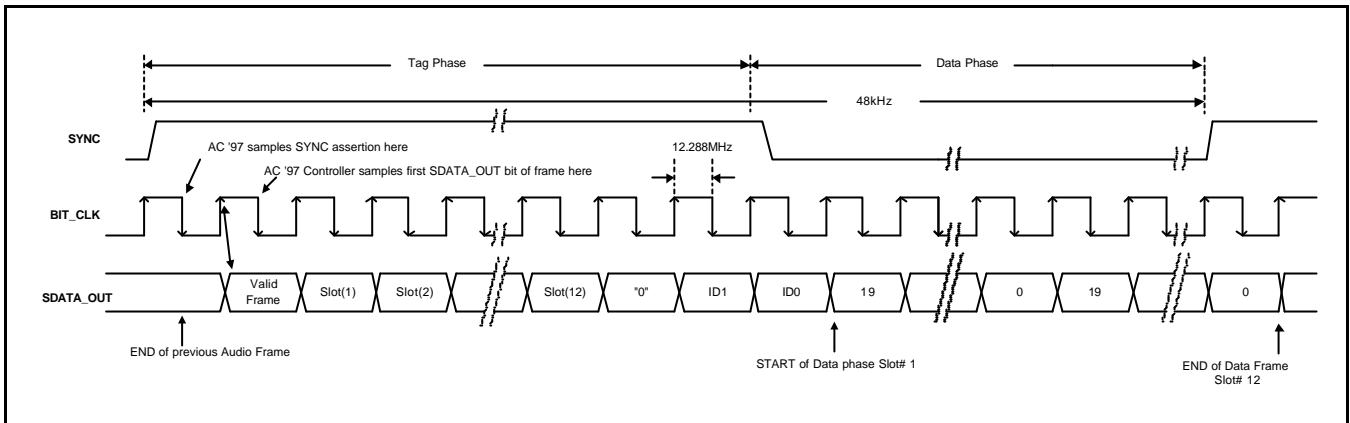 Tag Phase
Data Phase
48kHz
SYNC
AC '97 samples SYNC assertion here
12.288MHz
AC '97 Controller samples first SDATA_OUT bit of frame here
BIT_CLK
SDATA_OUT
Valid
Frame
Slot(1)
Slot(2)
Slot(12)
"0"
ID1
ID0
19
0
19
0
END of previous Audio Frame
START of Data phase Slot# 1
END of Data Frame
Slot# 12